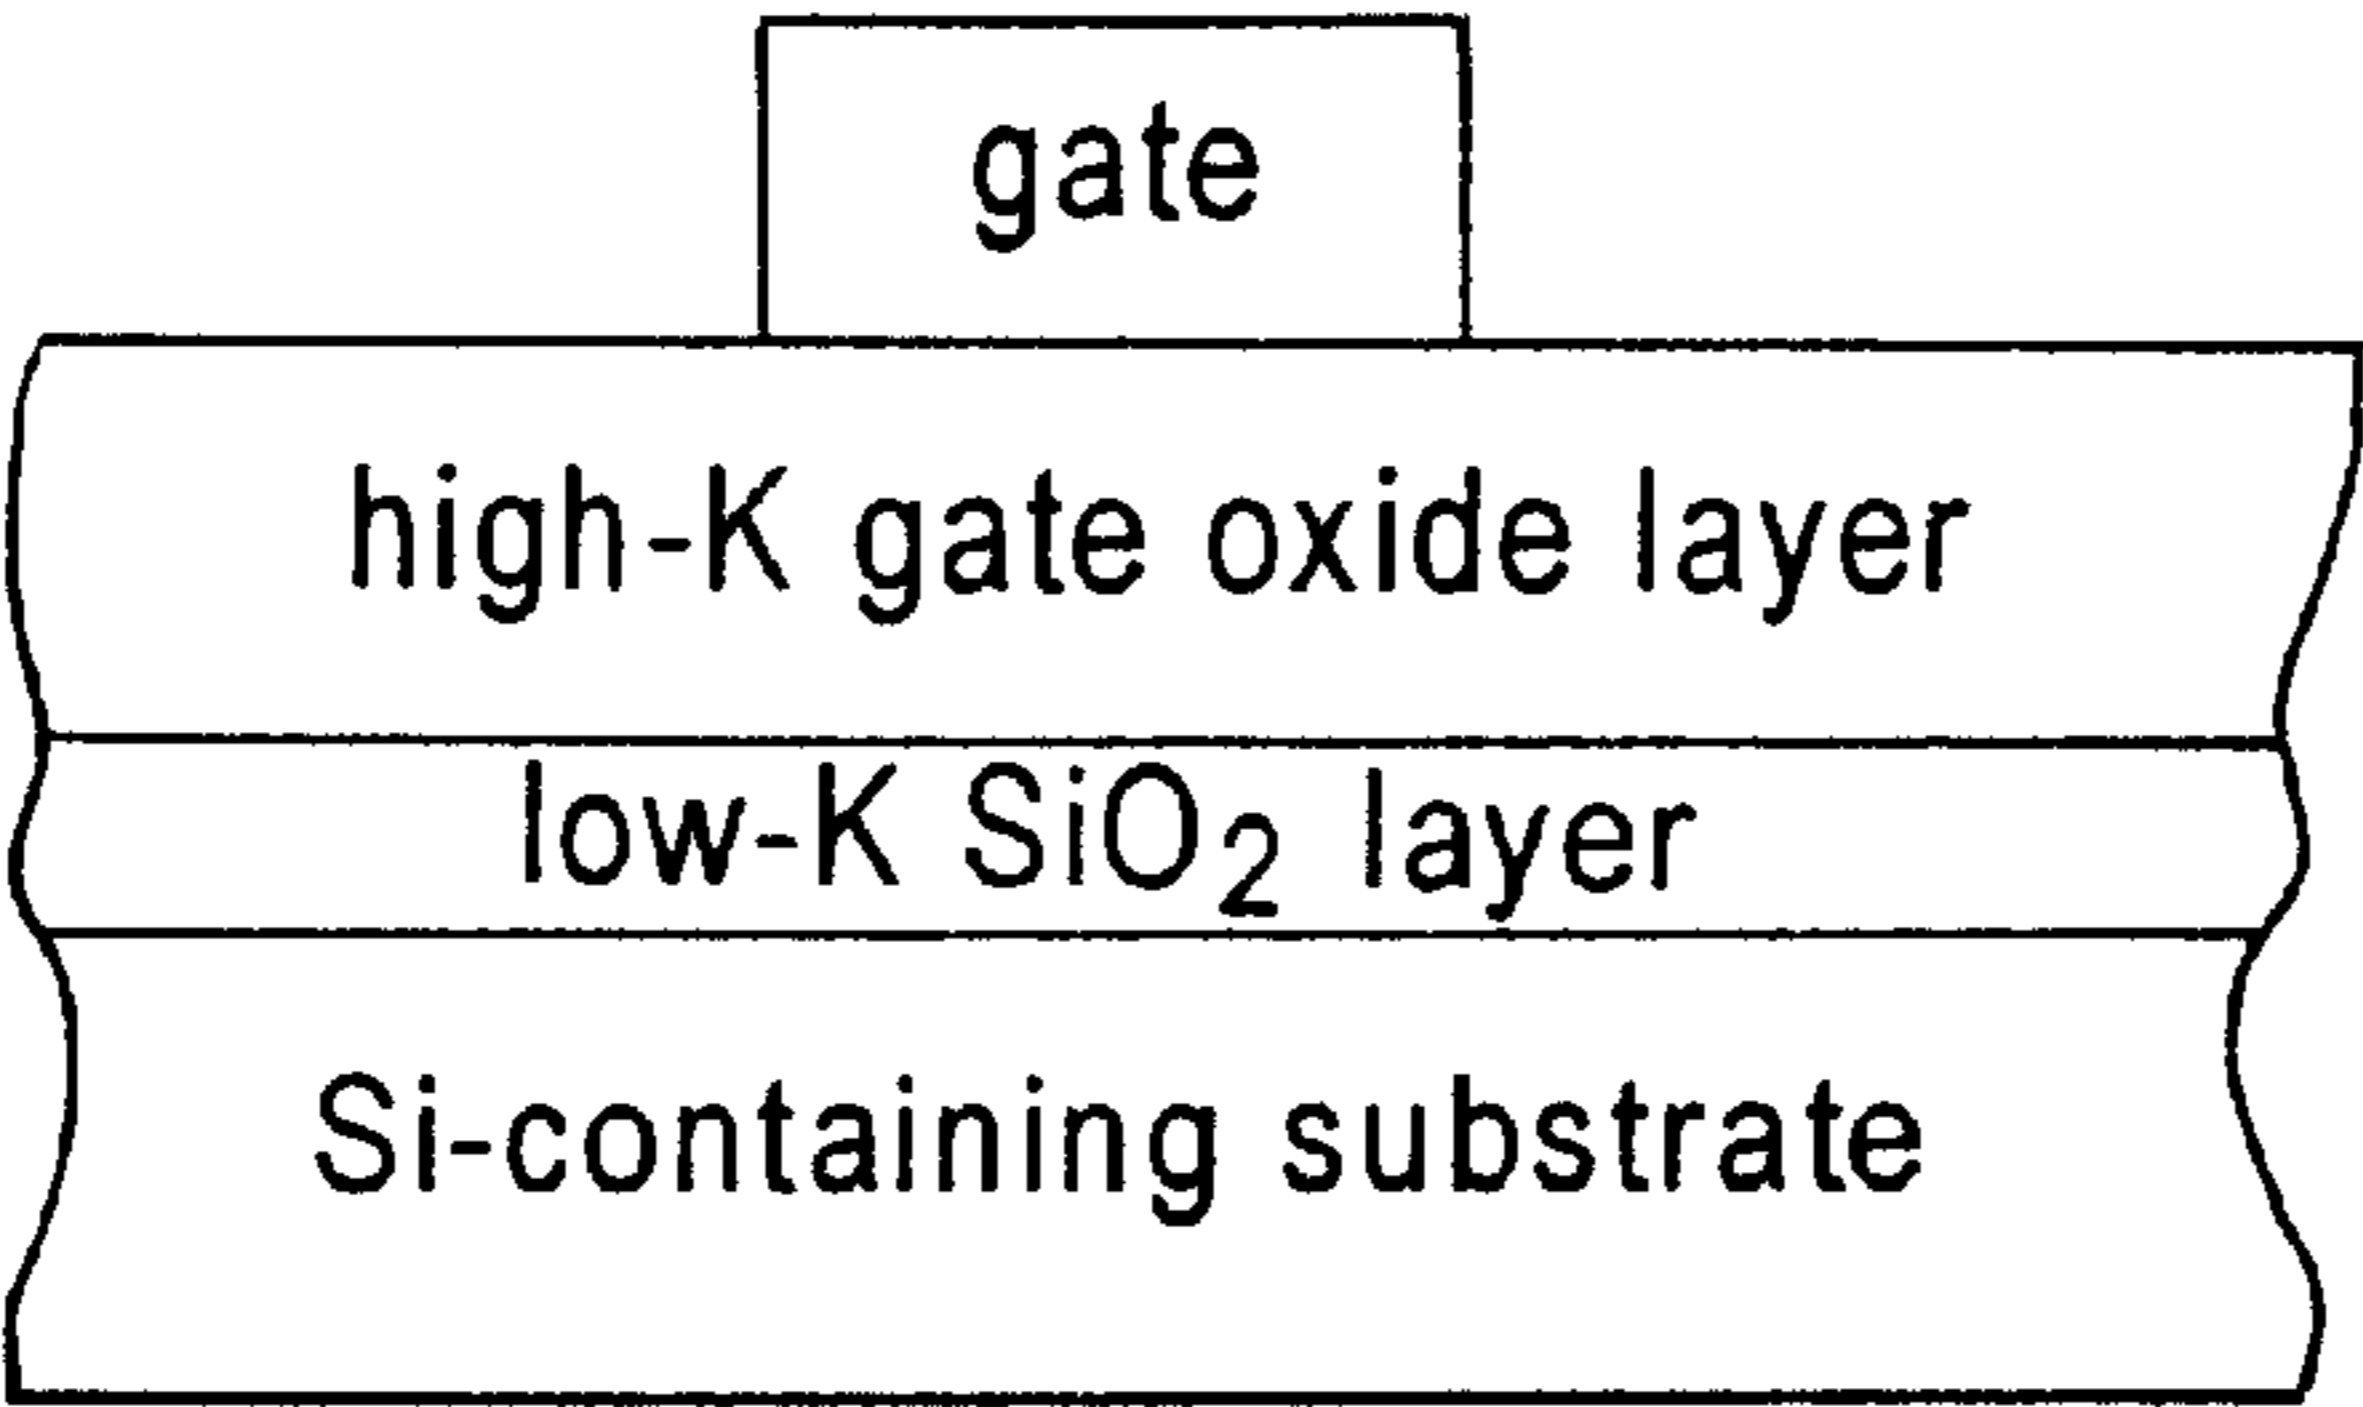 gate
high-K gate oxide layer
low-K SiO₂ layer
Si-containing substrate